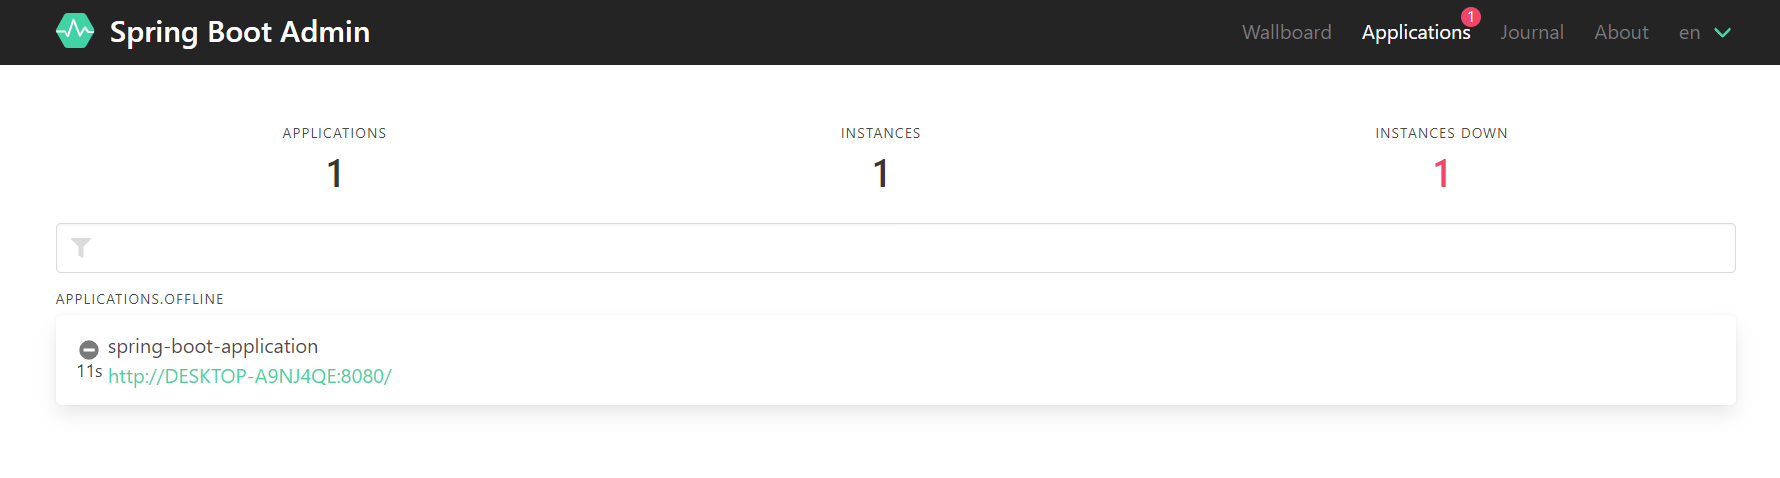 Spring Boot Admin
Wallboard Applications 1 Journal About en
APPLICATIONS INSTANCES INSTANCES DOWN
1 1 1
APPLICATIONS.OFFLINE
spring-boot-application
11s http://DESKTOP-A9NJ4QE:8080/